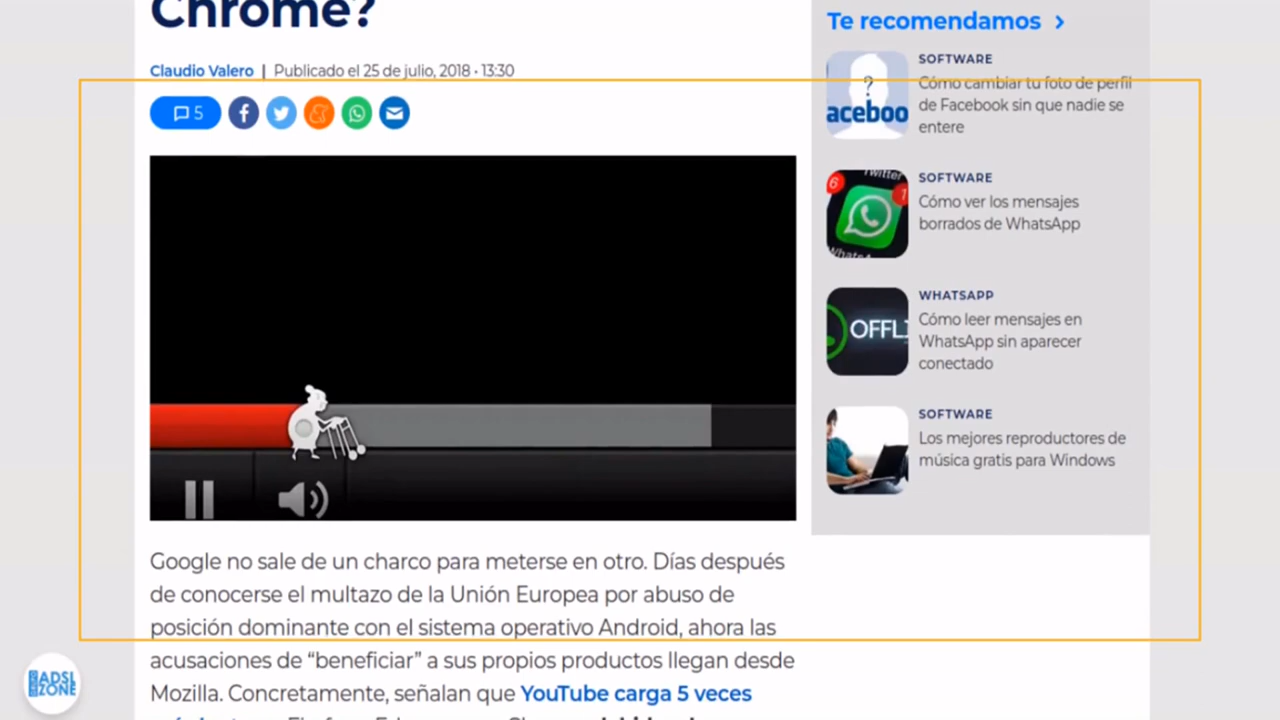 Chrome?
Claudio Valero | Publicado el 25 de julio, 2018 · 13:30
5
Google no sale de un charco para meterse en otro. Días después
de conocerse el multazo de la Unión Europea por abuso de
posición dominante con el sistema operativo Android, ahora las
acusaciones de “beneficiar” a sus propios productos llegan desde
Mozilla. Concretamente, señalan que YouTube carga 5 veces
Te recomendamos >
aceboo
SOFTWARE
Cómo cambiar tu foto de perfil
de Facebook sin que nadie se
entere
Twitter
6
1
SOFTWARE
Cómo ver los mensajes
borrados de WhatsApp
OFFL
WHATSAPP
Cómo leer mensajes en
WhatsApp sin aparecer
conectado
SOFTWARE
Los mejores reproductores de
música gratis para Windows
ADSL
ZONE